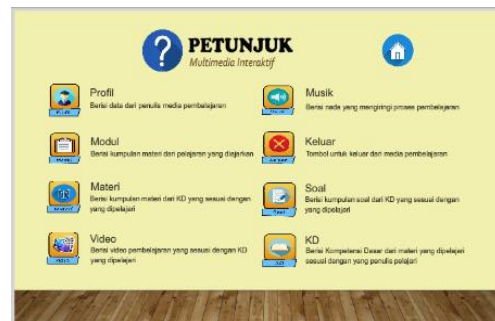 PETUNJUK
Multimedia Interaktif
Profil
Berisi data dari penulis media pembelajaran
Modul
Berisi kumpulan materi dari pelajaran yang diajarkan
Materi
Berisi kumpulan materi dari KD yang sesuai dengan
yang dipelajari
Video
Berisi video pembelajaran yang sesuai dengan KD
yang dipelajari
Musik
Berisi nada yang mengiringi proses pembelajaran
Keluar
Tombol untuk keluar dari media pembelajaran
Soal
Berisi kumpulan soal dari KD yang sesuai dengan
yang dipelajari
KD
Berisi Kompetensi Dasar dari materi yang dipelajari
sesuai dengan yang penulis pelajari